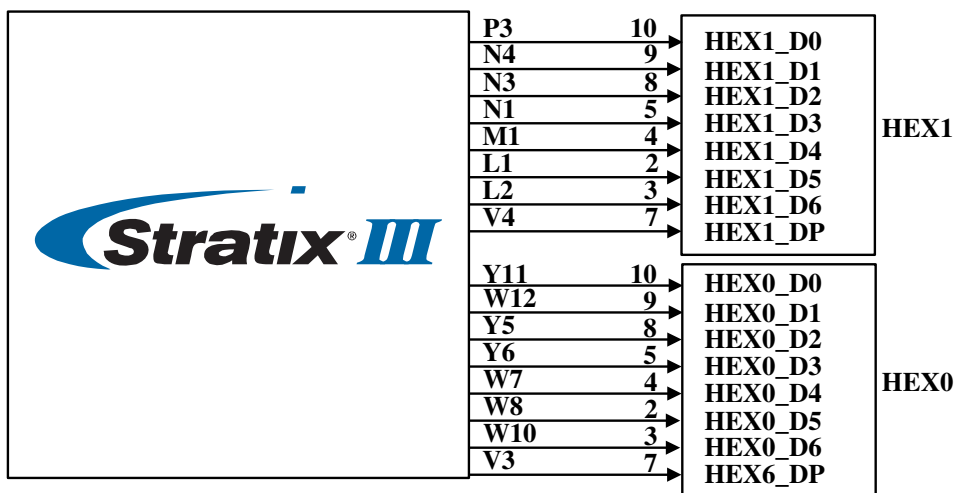 P3 10 HEX1_D0
N4 9 HEX1_D1
N3 8 HEX1_D2
N1 5 HEX1_D3
M1 4 HEX1_D4
L1 2 HEX1_D5
L2 3 HEX1_D6
V4 7 HEX1_DP
HEX1
Stratix® III
Y11 10 HEX0_D0
W12 9 HEX0_D1
Y5 8 HEX0_D2
Y6 5 HEX0_D3
W7 4 HEX0_D4
W8 2 HEX0_D5
W10 3 HEX0_D6
V3 7 HEX6_DP
HEX0